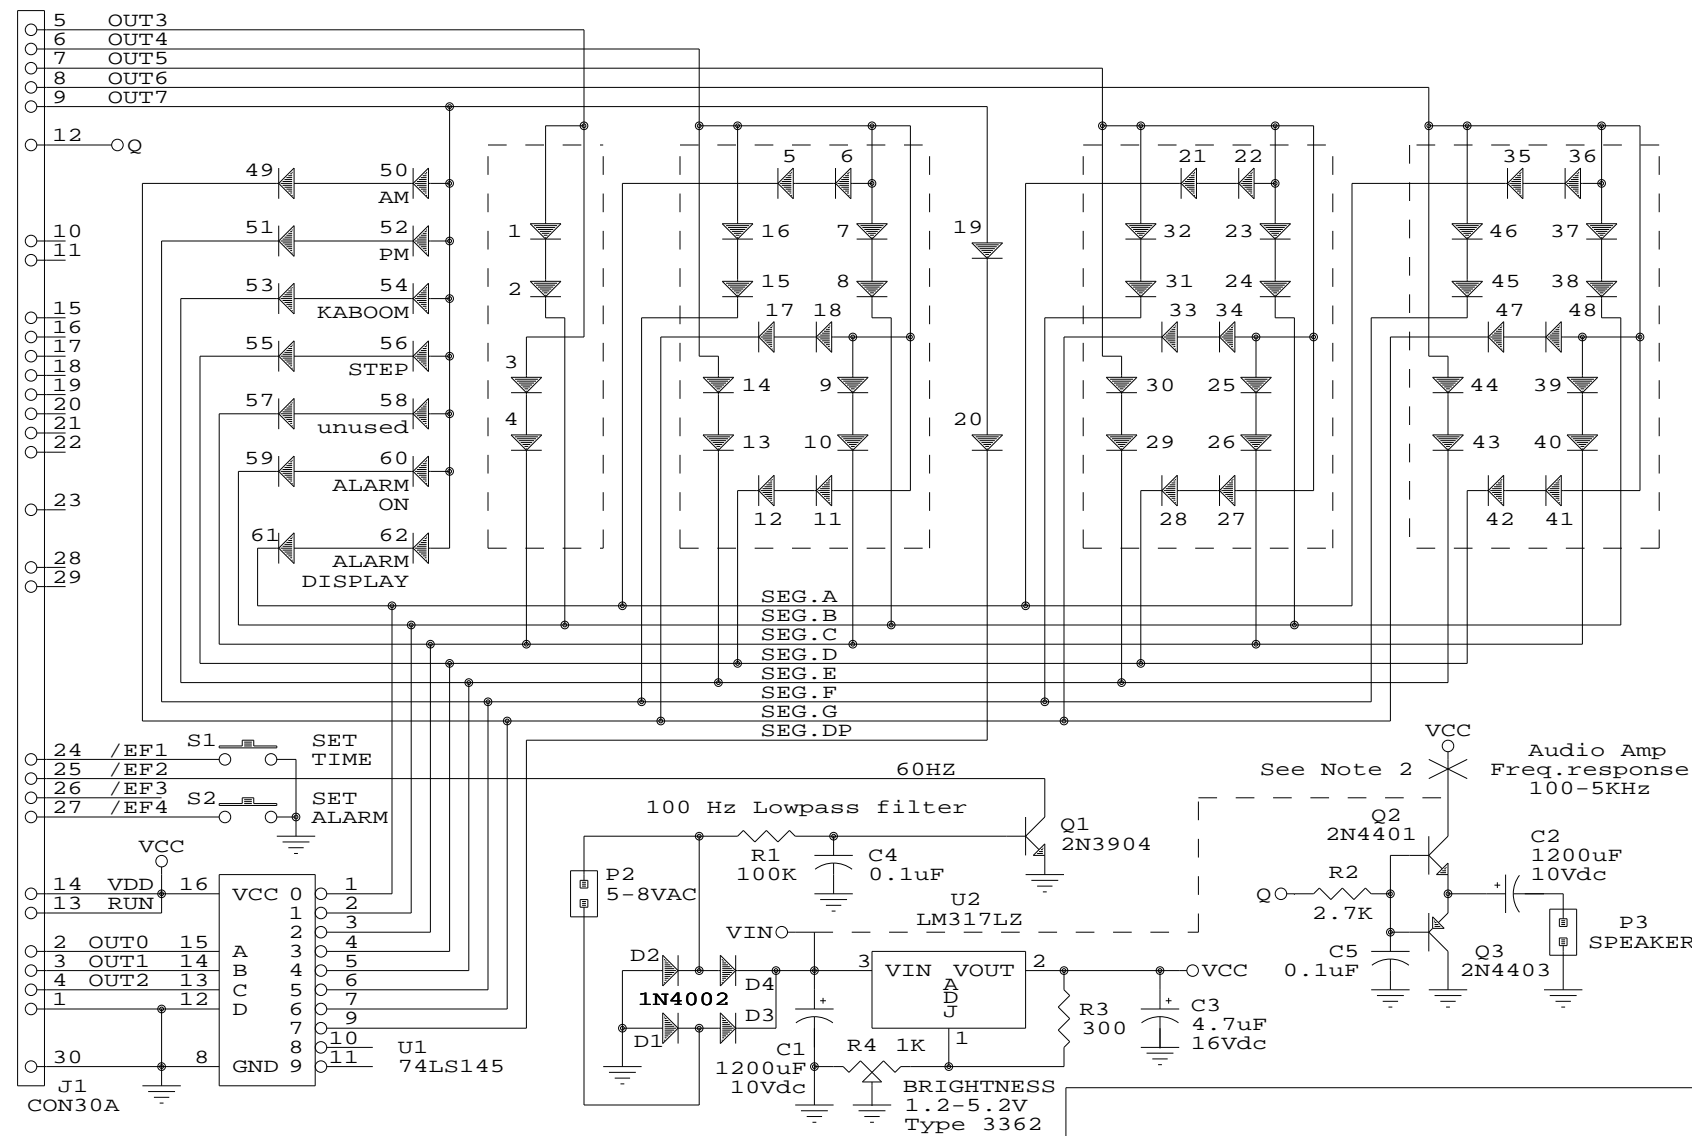 5 OUT3
6 OUT4
7 OUT5
8 OUT6
9 OUT7
12 Q
49 50
AM
51 52
PM
53 54
KABOOM
55 56
STEP
57 58
unused
59 60
ALARM
ON
61 62
ALARM
DISPLAY
10
11
15
16
17
18
19
20
21
22
23
28
29
1
2
3
4
5 6
16 7
15 8
17 18
14 9
13 10
12 11
19
20
21 22
32 23
31 24
33 34
30 25
29 26
28 27
35 36
46 37
45 38
47 48
44 39
43 40
42 41
SEG.A
SEG.B
SEG.C
SEG.D
SEG.E
SEG.F
SEG.G
SEG.DP
24 /EF1 S1 SET
TIME
25 /EF2
26 /EF3
27 /EF4 S2 SET
ALARM
60HZ
100 Hz Lowpass filter
VCC
14 VDD 16 VCC 0 1
13 RUN 1 2
2 3
2 OUT0 15 A 3 4
3 OUT1 14 B 4 5
4 OUT2 13 C 5 6
1 12 D 6 7
7 9
8 10
30 8 GND 9 11
U1
74LS145
J1
CON30A
P2
5-8VAC
R1
100K
C4
0.1uF
Q1
2N3904
U2
LM317LZ
VIN
D2
D4
1N4002
D1
D3
3 VIN VOUT 2
A
D
J
1
VCC
C1
1200uF
10Vdc
+
R4 1K
BRIGHTNESS
1.2-5.2V
Type 3362
R3
300
+
C3
4.7uF
16Vdc
VCC
See Note 2
Audio Amp
Freq.response
100-5KHz
Q2
2N4401
C2
1200uF
10Vdc
+
R2
Q
2.7K
C5
0.1uF
Q3
2N4403
P3
SPEAKER